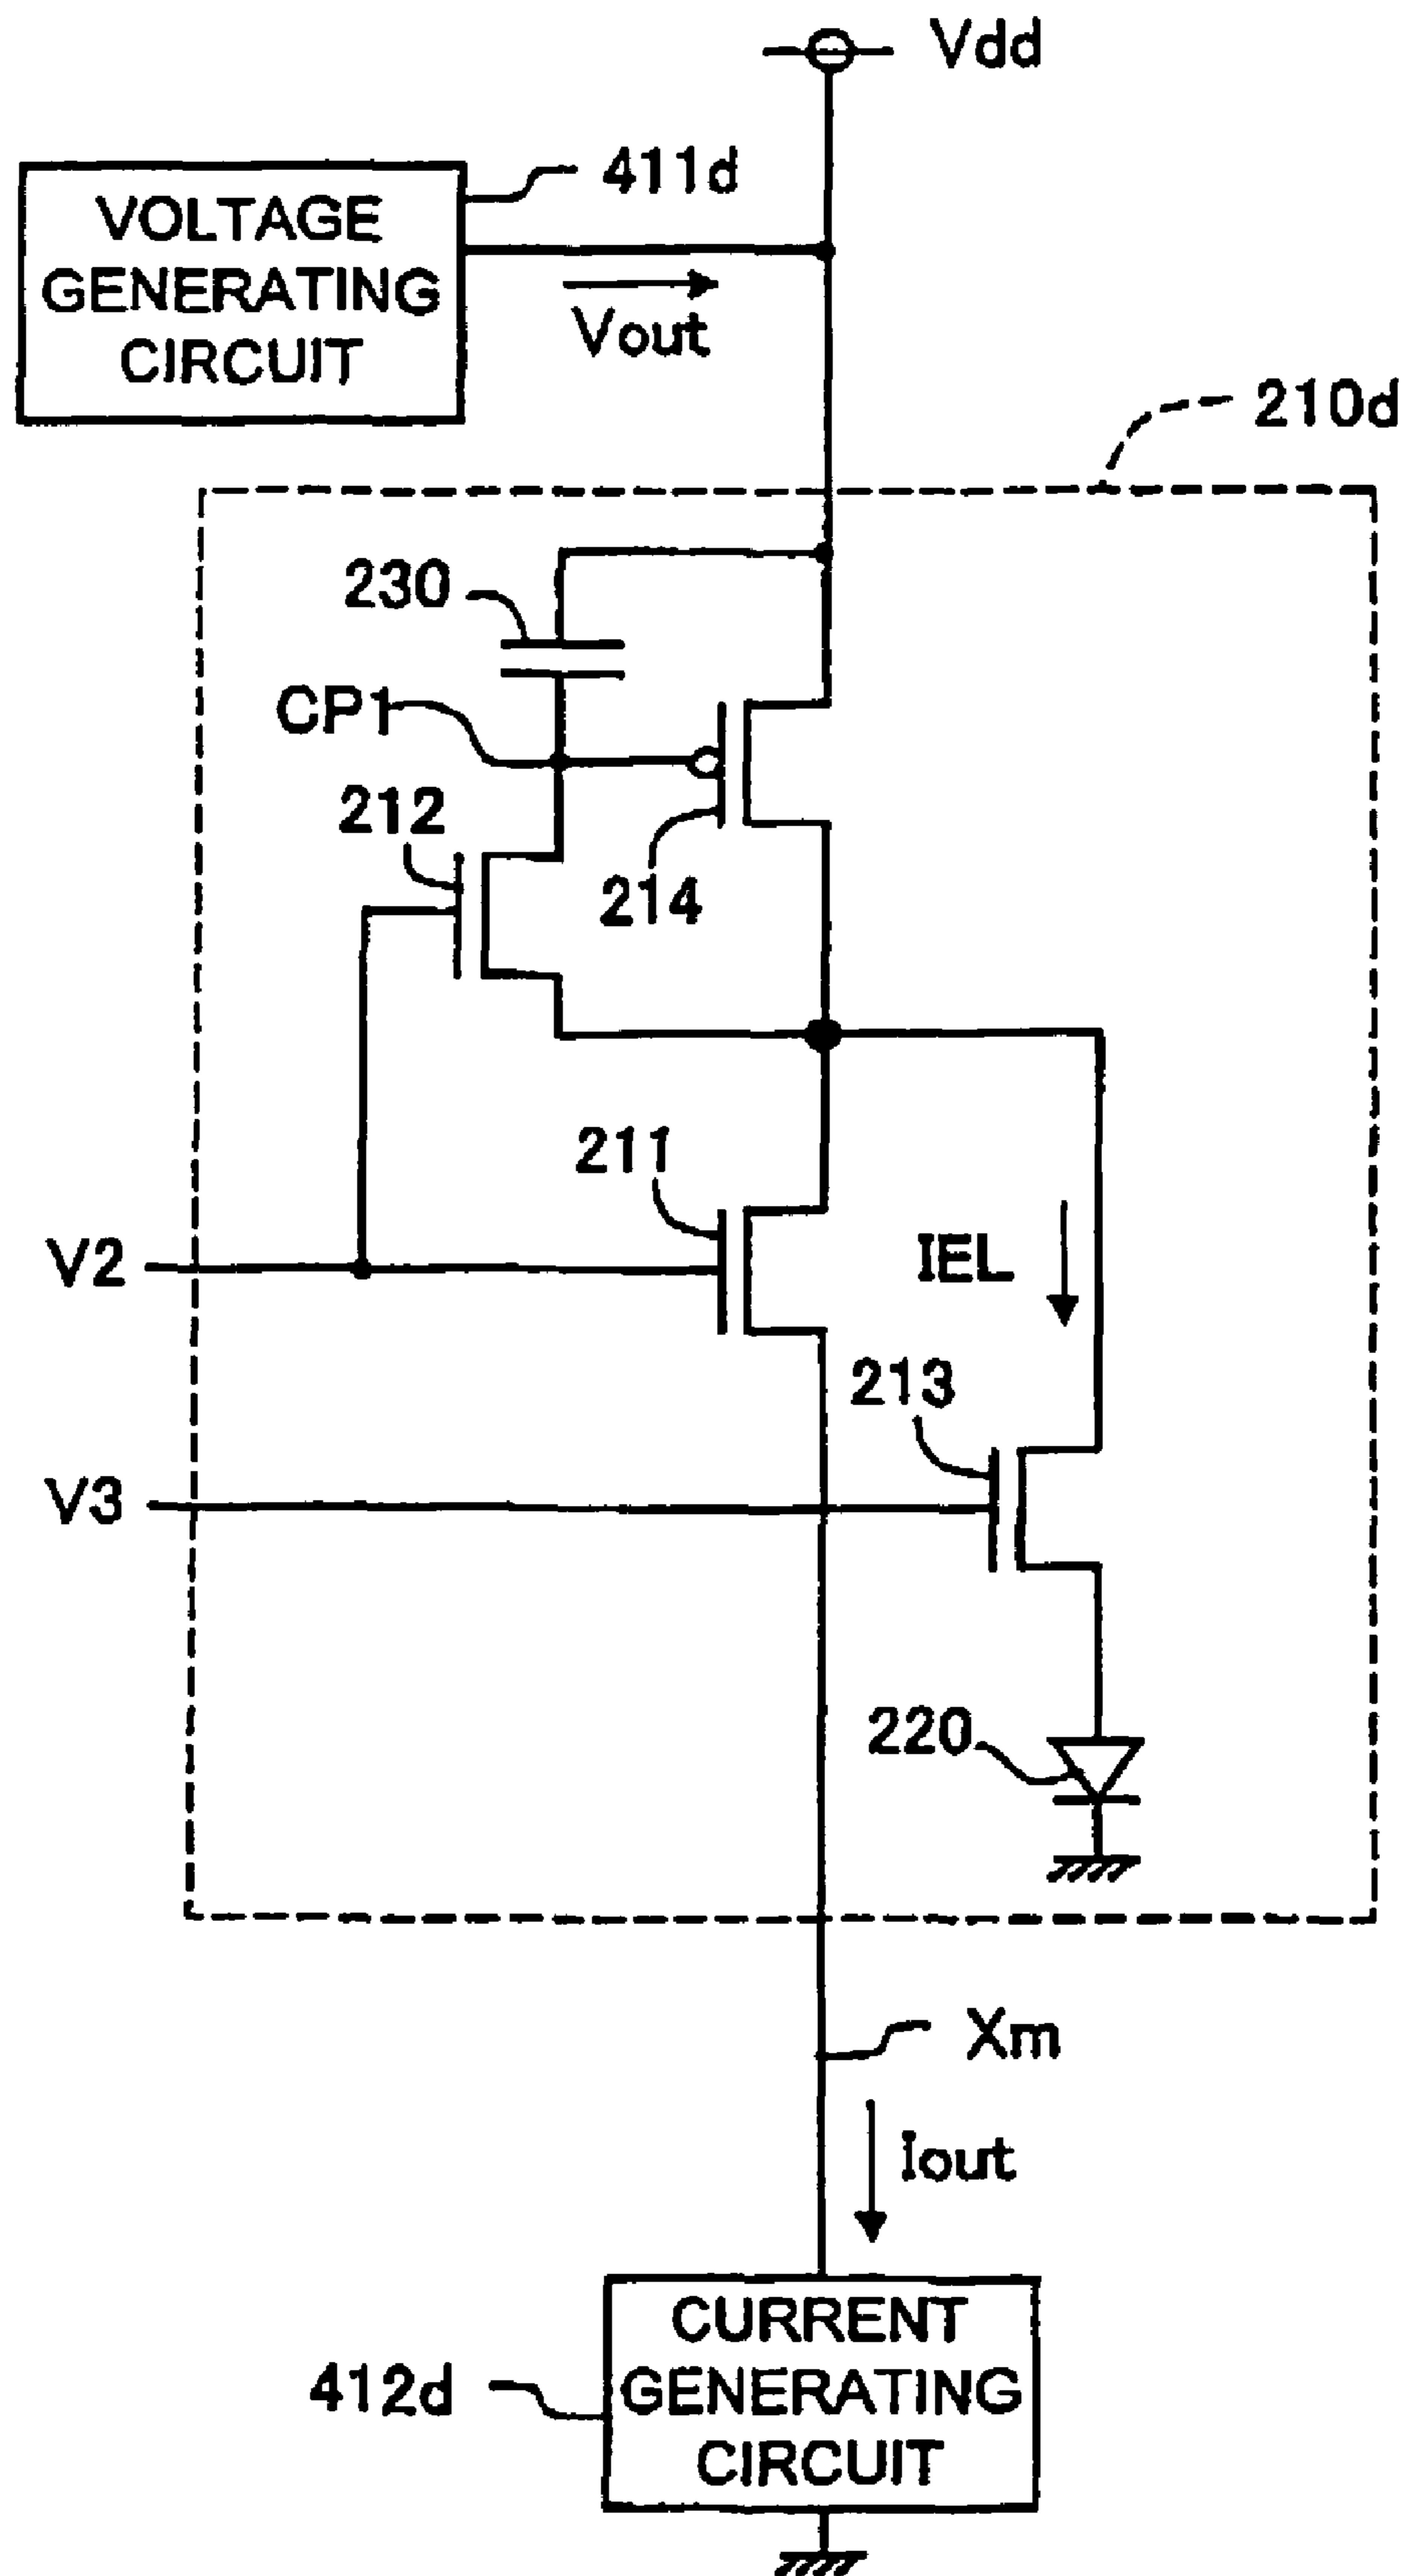 Vdd
411d
VOLTAGE
GENERATING
CIRCUIT
Vout
210d
230
CP1
212
214
211
V2
IEL
213
V3
220
Xm
Iout
CURRENT
GENERATING
CIRCUIT
412d